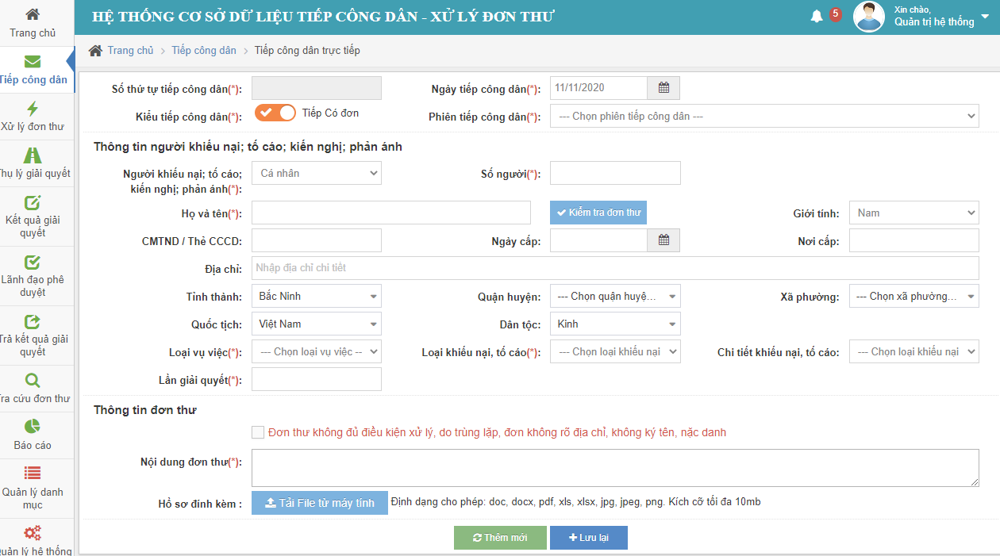 HỆ THỐNG CƠ SỞ DỮ LIỆU TIẾP CÔNG DÂN - XỬ LÝ ĐƠN THƯ
5
Xin chào,
Quản trị hệ thống
Trang chủ
Tiếp công dân
Xử lý đơn thư
hụ lý giải quyết
Kết quả giải
quyết
Lãnh đạo phê
duyệt
Trả kết quả giải
quyết
ra cứu đơn thư
Báo cáo
Quản lý danh
mục
uản lý hệ thống
Trang chủ > Tiếp công dân > Tiếp công dân trực tiếp
Số thứ tự tiếp công dân(*):
Ngày tiếp công dân(*): 11/11/2020
Kiểu tiếp công dân(*): Tiếp Có đơn
Phiên tiếp công dân(*): --- Chọn phiên tiếp công dân ---
Thông tin người khiếu nại; tố cáo; kiến nghị; phản ánh
Người khiếu nại; tố cáo;
kiến nghị; phản ánh(*): Cá nhân
Số người(*):
Họ và tên(*): Kiểm tra đơn thư
Giới tính: Nam
CMTND / Thẻ CCCD: Ngày cấp: Nơi cấp:
Địa chỉ: Nhập địa chỉ chi tiết
Tỉnh thành: Bắc Ninh Quận huyện: --- Chọn quận huyệ... Xã phường: --- Chọn xã phường...
Quốc tịch: Việt Nam Dân tộc: Kinh
Loại vụ việc(*): --- Chọn loại vụ việc -- Loại khiếu nại, tố cáo(*): --- Chọn loại khiếu nại Chi tiết khiếu nại, tố cáo: --- Chọn loại khiếu nại
Lần giải quyết(*):
Thông tin đơn thư
Đơn thư không đủ điều kiện xử lý, do trùng lặp, đơn không rõ địa chỉ, không ký tên, nặc danh
Nội dung đơn thư(*):
Hồ sơ đính kèm : Tải File từ máy tính Định dạng cho phép: doc, docx, pdf, xls, xlsx, jpg, jpeg, png. Kích cỡ tối đa 10mb
Thêm mới Lưu lại